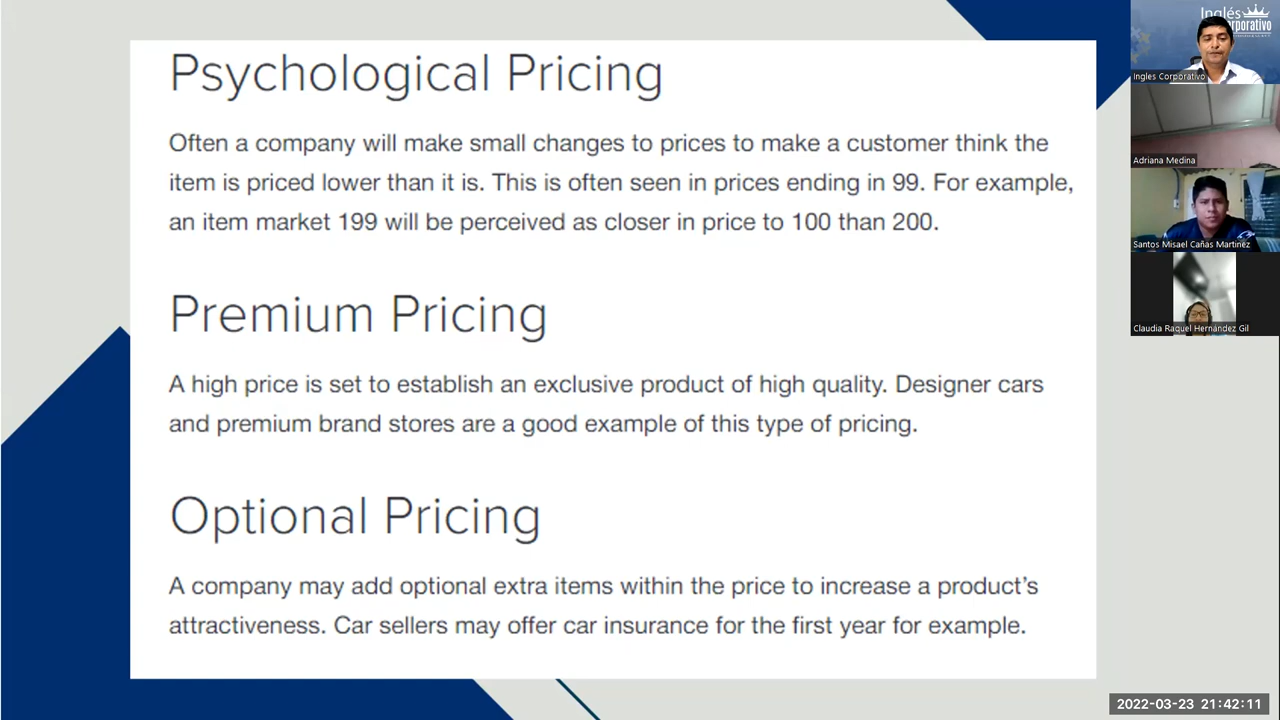 Psychological Pricing
Often a company will make small changes to prices to make a customer think the
item is priced lower than it is. This is often seen in prices ending in 99. For example,
an item market 199 will be perceived as closer in price to 100 than 200.
Premium Pricing
A high price is set to establish an exclusive product of high quality. Designer cars
and premium brand stores are a good example of this type of pricing.
Optional Pricing
A company may add optional extra items within the price to increase a product's
attractiveness. Car sellers may offer car insurance for the first year for example.
Inglés
Ingles Corporativo
Adriana Medina
Santos Misael Cañas Martinez
Claudia Raquel Hernández Gil
2022-03-23 21:42:11